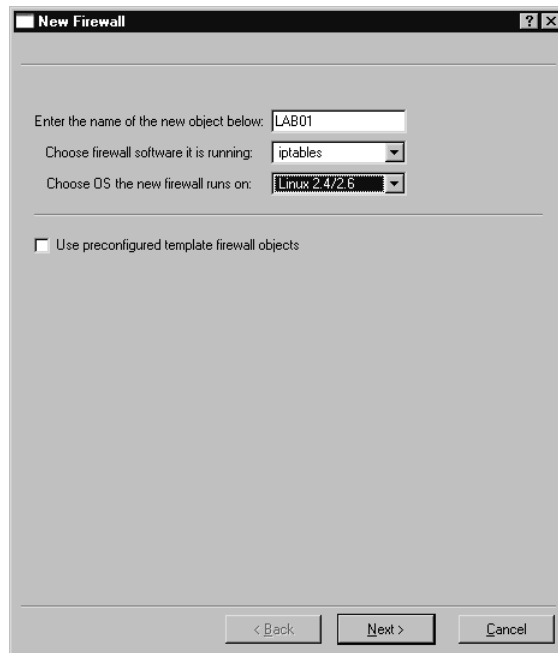 New Firewall
Enter the name of the new object below: LAB01
Choose firewall software it is running: iptables
Choose OS the new firewall runs on: Linux 2.4/2.6
Use preconfigured template firewall objects
< Back Next > Cancel